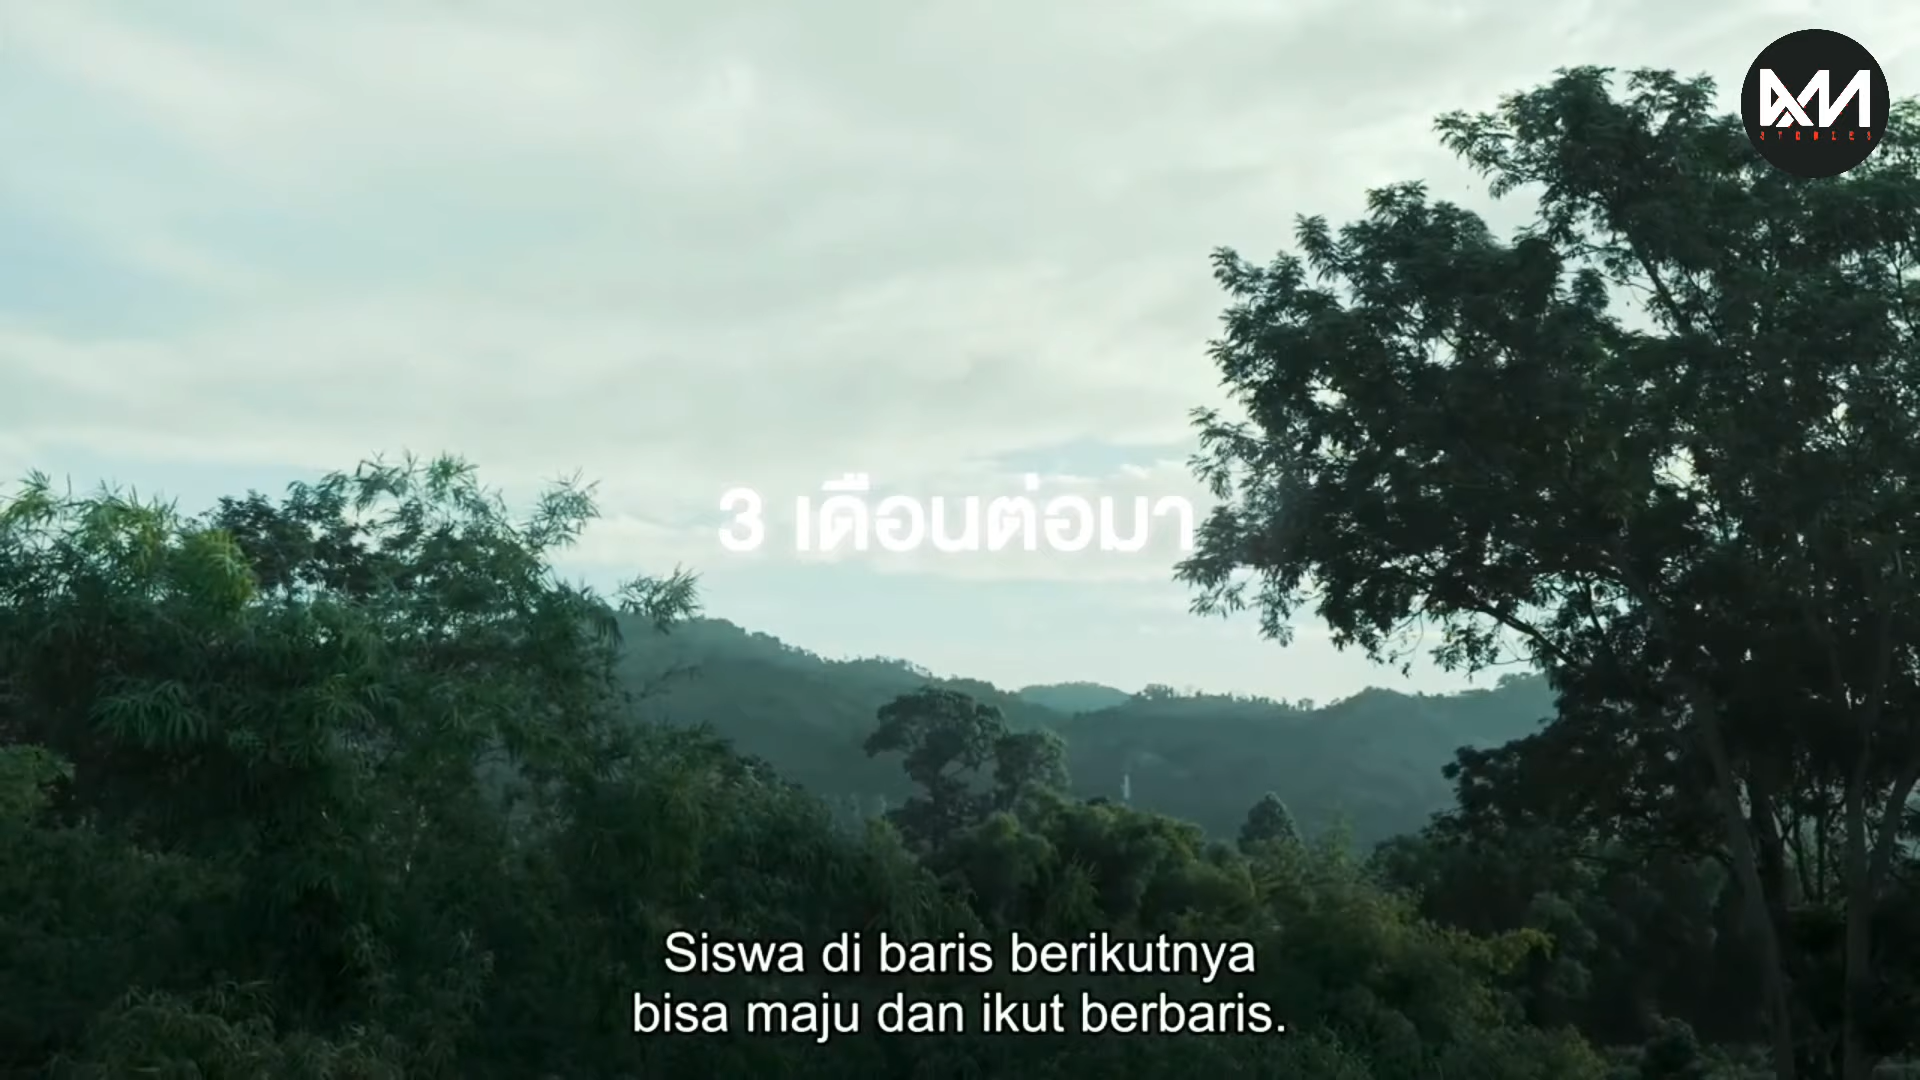 3 เดือนต่อมา
Siswa di baris berikutnya
bisa maju dan ikut berbaris.